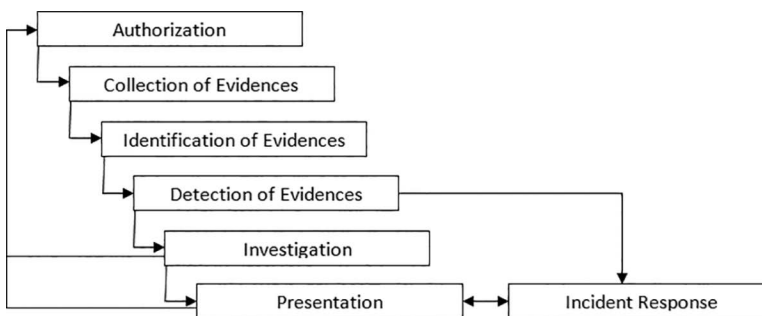 Authorization
Collection of Evidences
Identification of Evidences
Detection of Evidences
Investigation
Presentation
Incident Response